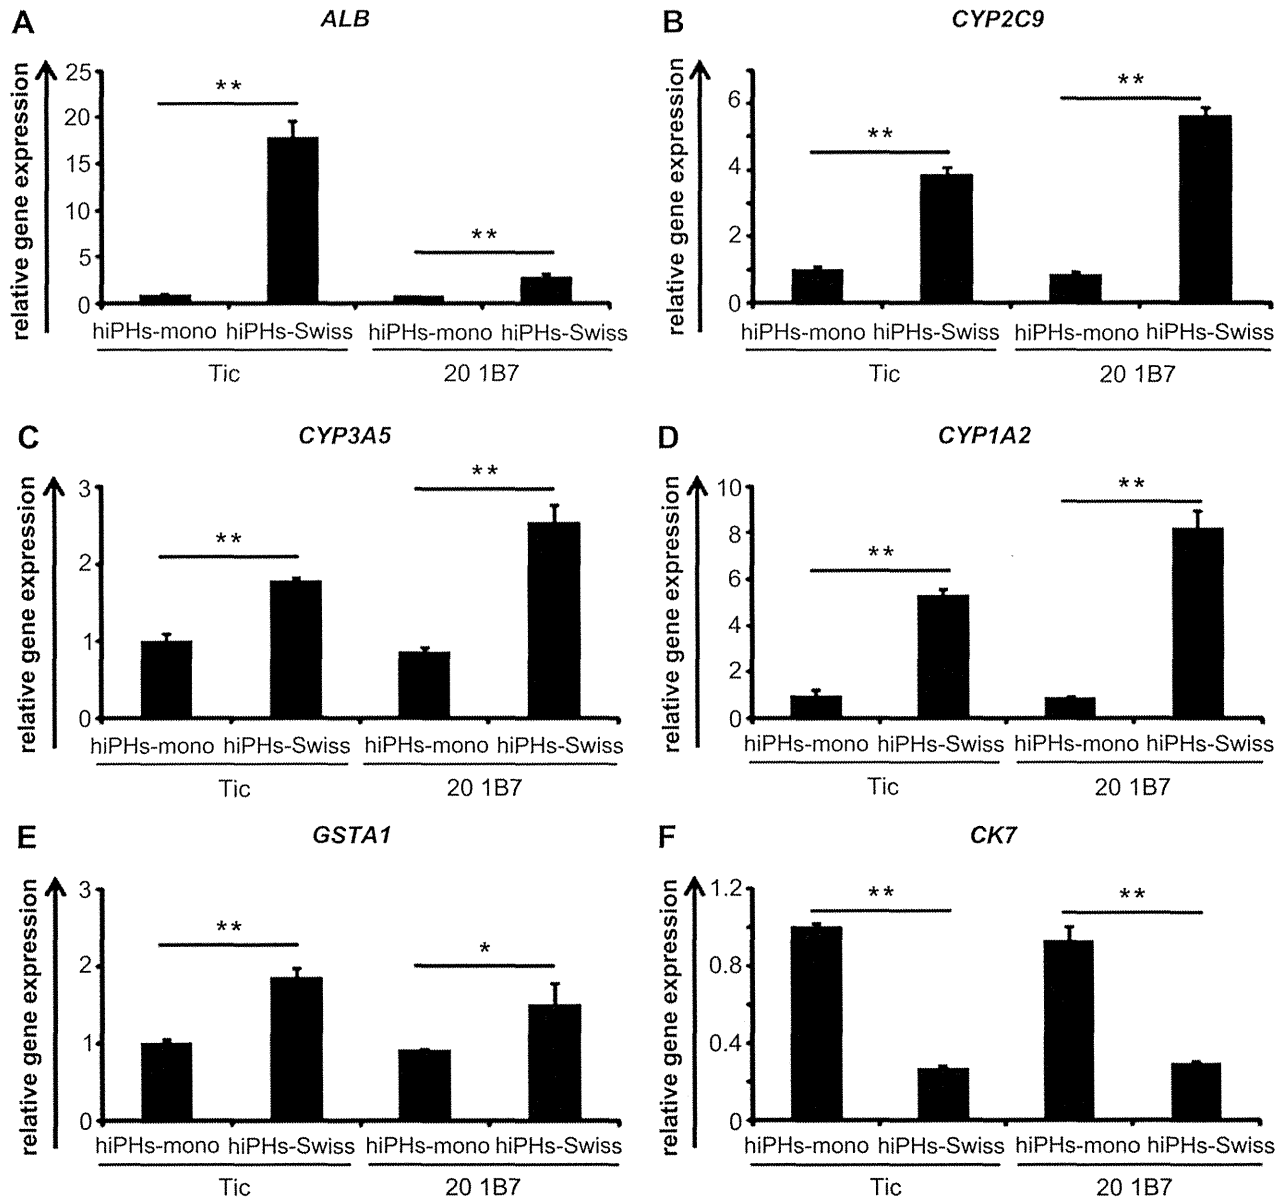 A
ALB
relative gene expression
25
20
15
10
5
0
**
**
hiPHs-mono hiPHs-Swiss hiPHs-mono hiPHs-Swiss
Tic 20 1B7
B
CYP2C9
relative gene expression
6
4
2
0
**
**
hiPHs-mono hiPHs-Swiss hiPHs-mono hiPHs-Swiss
Tic 20 1B7
C
CYP3A5
relative gene expression
3
2
1
0
**
**
hiPHs-mono hiPHs-Swiss hiPHs-mono hiPHs-Swiss
Tic 20 1B7
D
CYP1A2
relative gene expression
10
8
6
4
2
0
**
**
hiPHs-mono hiPHs-Swiss hiPHs-mono hiPHs-Swiss
Tic 20 1B7
E
GSTA1
relative gene expression
3
2
1
0
**
*
hiPHs-mono hiPHs-Swiss hiPHs-mono hiPHs-Swiss
Tic 20 1B7
F
CK7
relative gene expression
1.2
0.8
0.4
0
**
**
hiPHs-mono hiPHs-Swiss hiPHs-mono hiPHs-Swiss
Tic 20 1B7